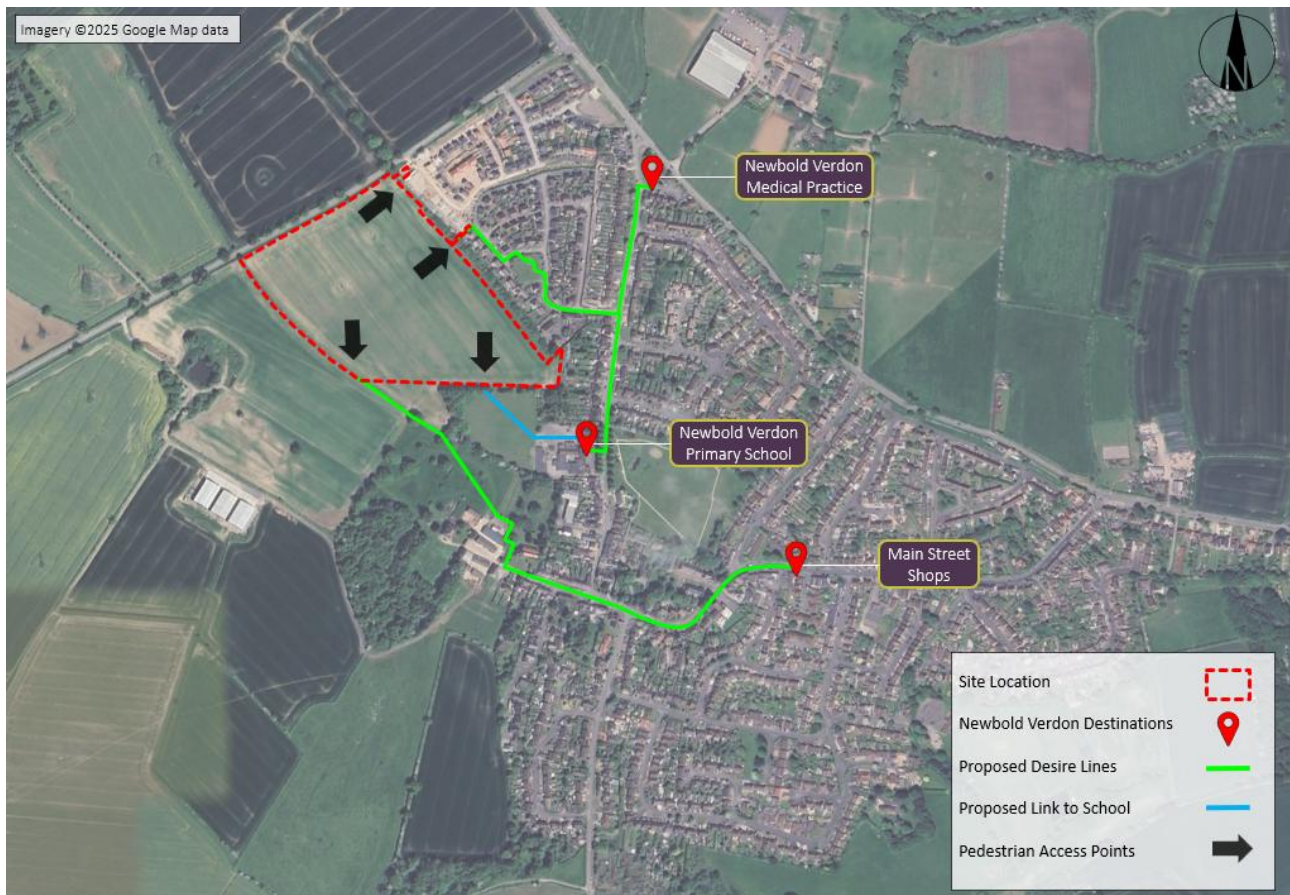 Imagery ©2025 Google Map data
N
Newbold Verdon
Medical Practice
Newbold Verdon
Primary School
Main Street
Shops
Site Location
Newbold Verdon Destinations
Proposed Desire Lines
Proposed Link to School
Pedestrian Access Points